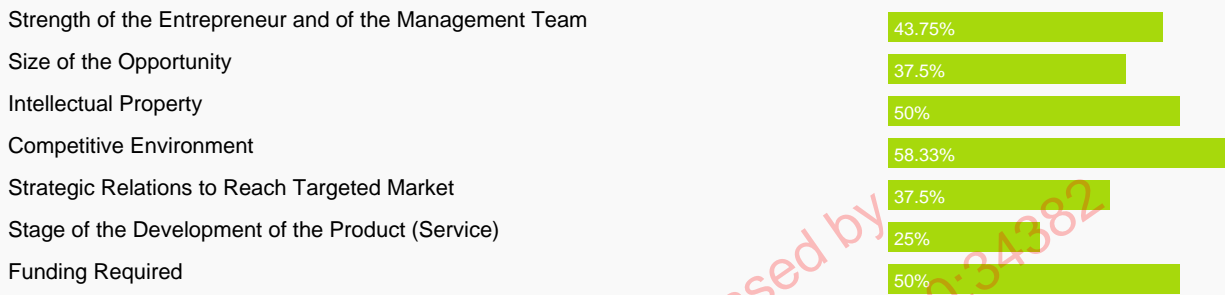 Strength of the Entrepreneur and of the Management Team 43.75%
Size of the Opportunity 37.5%
Intellectual Property 50%
Competitive Environment 58.33%
Strategic Relations to Reach Targeted Market 37.5%
Stage of the Development of the Product (Service) 25%
Funding Required 50%